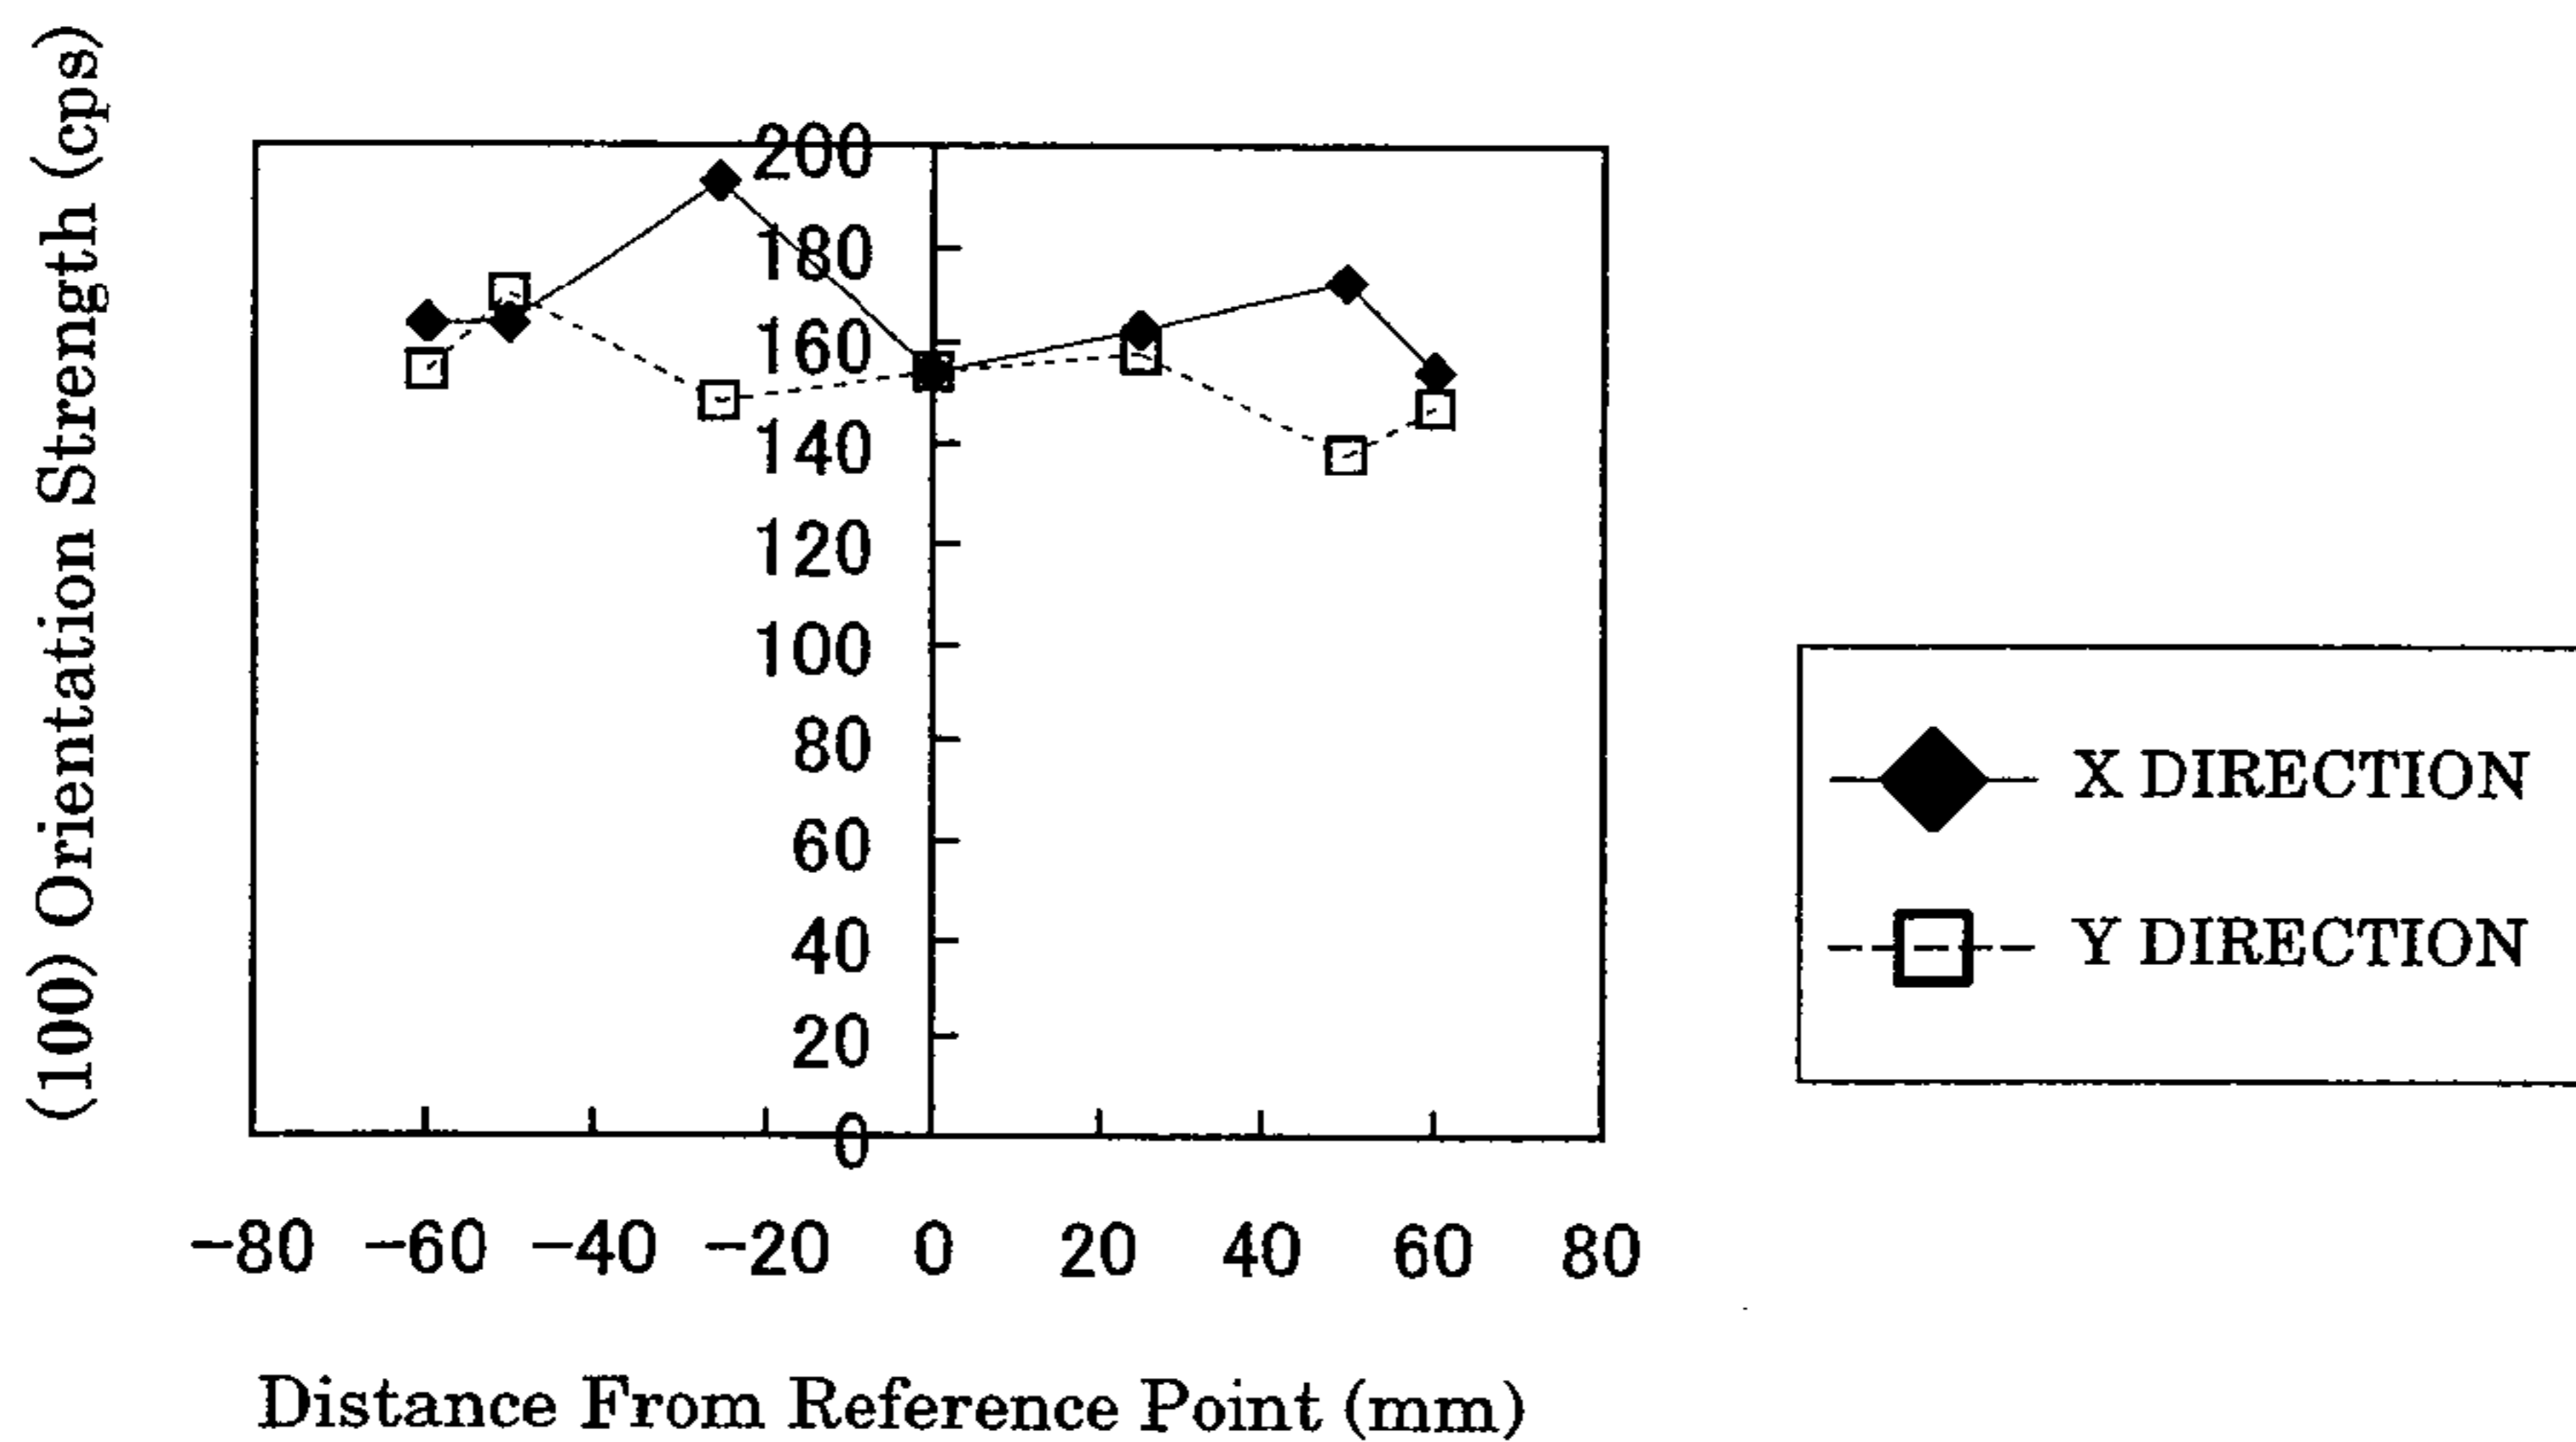 (100) Orientation Strength (cps)
200
180
160
140
120
100
80
60
40
20
0
−80 −60 −40 −20 0 20 40 60 80
Distance From Reference Point (mm)
X DIRECTION
Y DIRECTION